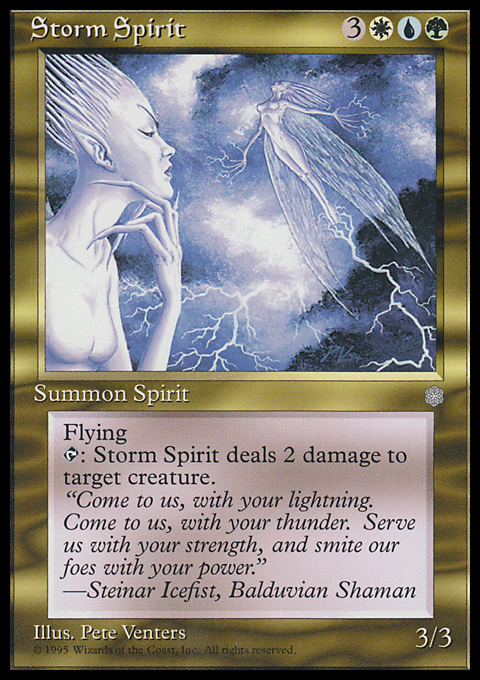 Storm Spirit 3
Summon Spirit
Flying
: Storm Spirit deals 2 damage to
target creature.
“Come to us, with your lightning.
Come to us, with your thunder. Serve
us with your strength, and smite our
foes with your power.”
—Steinar Icefist, Balduvian Shaman
Illus. Pete Venters
3/3
© 1995 Wizards of the Coast, Inc. All rights reserved.